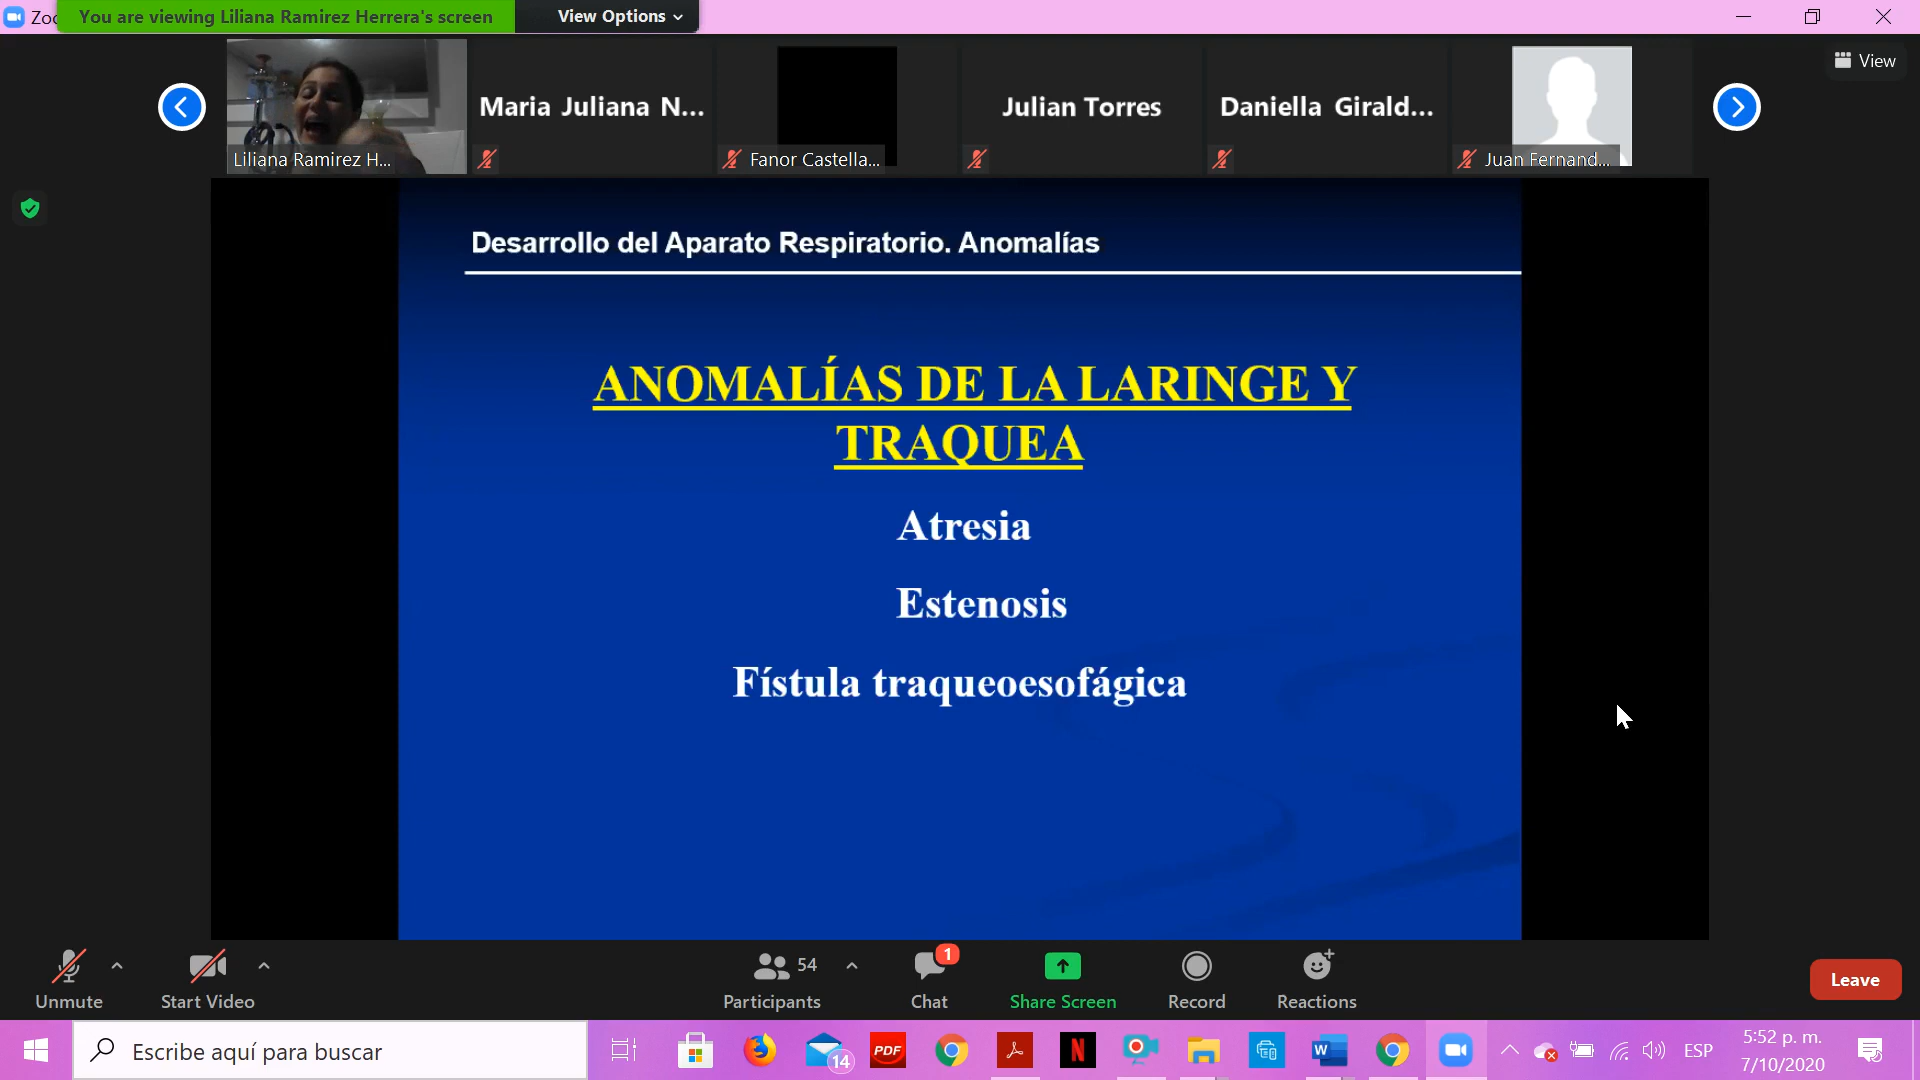 Zoo
You are viewing Liliana Ramirez Herrera's screen
View Options
View
Liliana Ramirez H...
Maria Juliana N...
Fanor Castella...
Julian Torres
Daniella Girald...
Juan Fernand...
Desarrollo del Aparato Respiratorio. Anomalías
ANOMALÍAS DE LA LARINGE Y
TRAQUEA
Atresia
Estenosis
Fístula traqueoesofágica
Unmute
Start Video
54
Participants
1
Chat
Share Screen
Record
Reactions
Leave
Escribe aquí para buscar
14
PDF
N
W
ESP
5:52 p. m.
7/10/2020